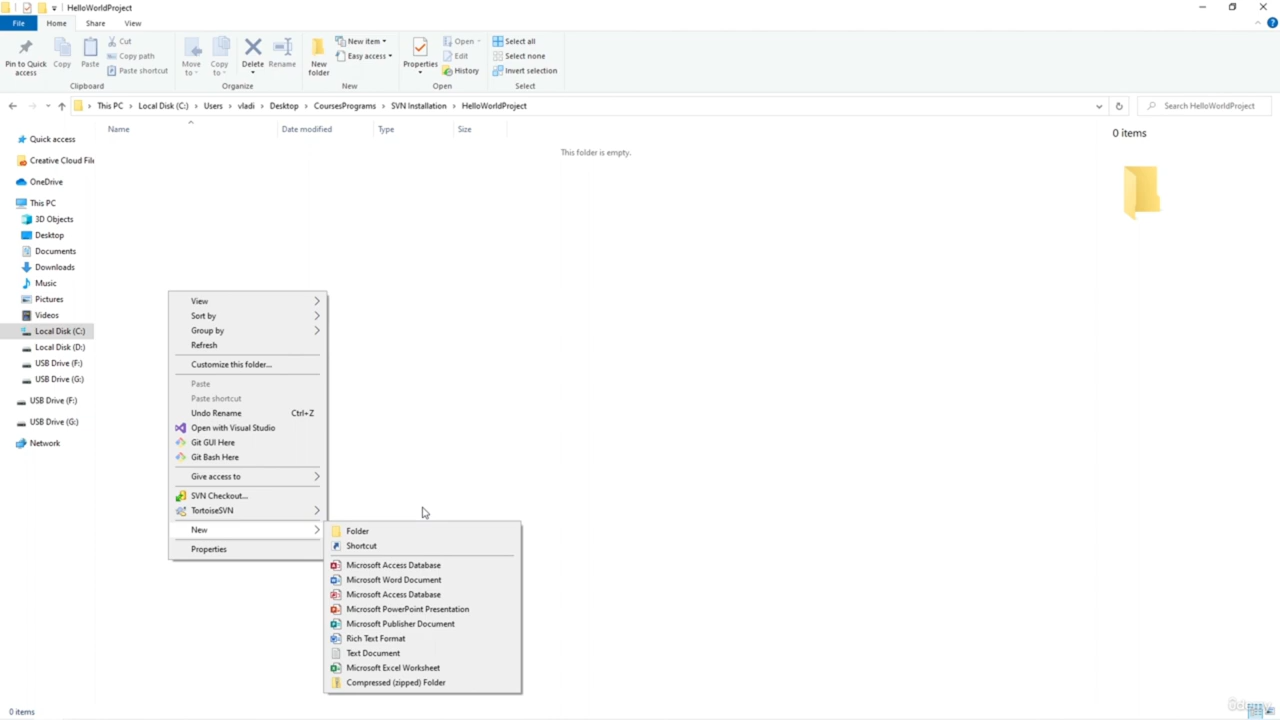 HelloWorldProject
File Home Share View
Pin to Quick access
Copy
Paste
Cut
Copy path
Paste shortcut
Clipboard
Move to
Copy to
Delete
Rename
Organize
New folder
New item
Easy access
New
Properties
Open
Edit
History
Open
Select all
Select none
Invert selection
Select
This PC Local Disk (C:) Users vladi Desktop CoursesPrograms SVN Installation HelloWorldProject
Search HelloWorldProject
Name Date modified Type Size
This folder is empty.
0 items
Quick access
Creative Cloud File
OneDrive
This PC
3D Objects
Desktop
Documents
Downloads
Music
Pictures
Videos
Local Disk (C:)
Local Disk (D:)
USB Drive (F:)
USB Drive (G:)
USB Drive (F:)
USB Drive (G:)
Network
View
Sort by
Group by
Refresh
Customize this folder...
Paste
Paste shortcut
Undo Rename Ctrl+Z
Open with Visual Studio
Git GUI Here
Git Bash Here
Give access to
SVN Checkout...
TortoiseSVN
New
Properties
Folder
Shortcut
Microsoft Access Database
Microsoft Word Document
Microsoft Access Database
Microsoft PowerPoint Presentation
Microsoft Publisher Document
Rich Text Format
Text Document
Microsoft Excel Worksheet
Compressed (zipped) Folder
0 items